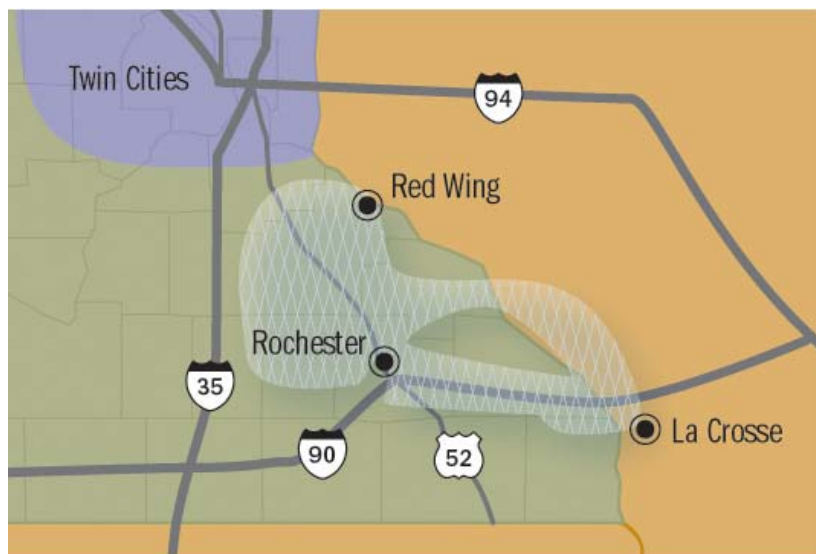 Twin Cities
94
Red Wing
Rochester
35
La Crosse
90
52